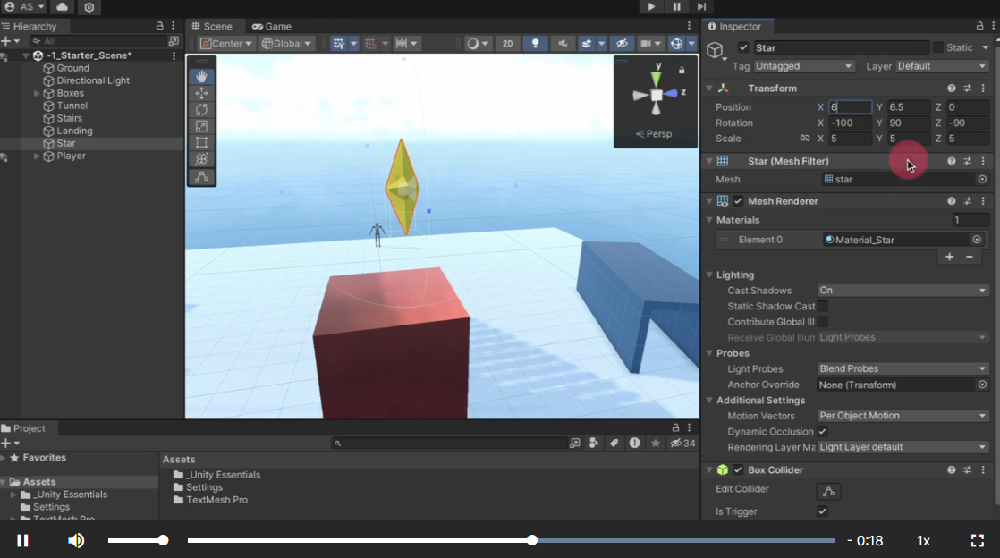 AS
Hierarchy
All
-1_Starter_Scene*
Ground
Directional Light
Boxes
Tunnel
Stairs
Landing
Star
Player
Scene
Game
Center
Global
2D
y
z
Persp
Inspector
Star
Static
Tag Untagged
Layer Default
Transform
Position X 6 Y 6.5 Z 0
Rotation X -100 Y 90 Z -90
Scale X 5 Y 5 Z 5
Star (Mesh Filter)
Mesh star
Mesh Renderer
Materials 1
Element 0 Material_Star
Lighting
Cast Shadows On
Static Shadow Cast
Contribute Global Ill
Receive Global Illun Light Probes
Probes
Light Probes Blend Probes
Anchor Override None (Transform)
Additional Settings
Motion Vectors Per Object Motion
Dynamic Occlusion
Rendering Layer Ma Light Layer default
Box Collider
Edit Collider
Is Trigger
Project
34
Favorites
Assets
_Unity Essentials
Settings
TextMesh Pro
Assets
_Unity Essentials
Settings
TextMesh Pro
- 0:18
1x